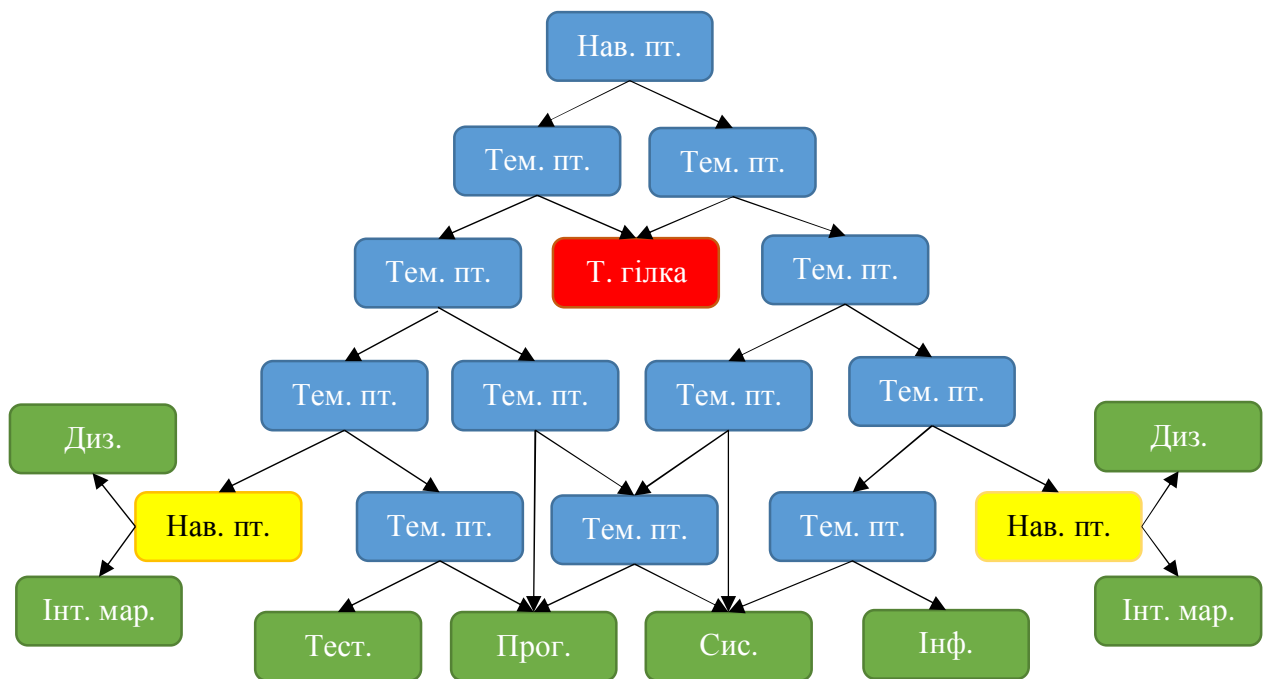 Нав. пт.
Тем. пт.
Тем. пт.
Тем. пт.
Т. гілка
Тем. пт.
Тем. пт.
Тем. пт.
Тем. пт.
Тем. пт.
Диз.
Диз.
Нав. пт.
Тем. пт.
Тем. пт.
Тем. пт.
Нав. пт.
Інт. мар.
Інт. мар.
Тест.
Прог.
Сис.
Інф.